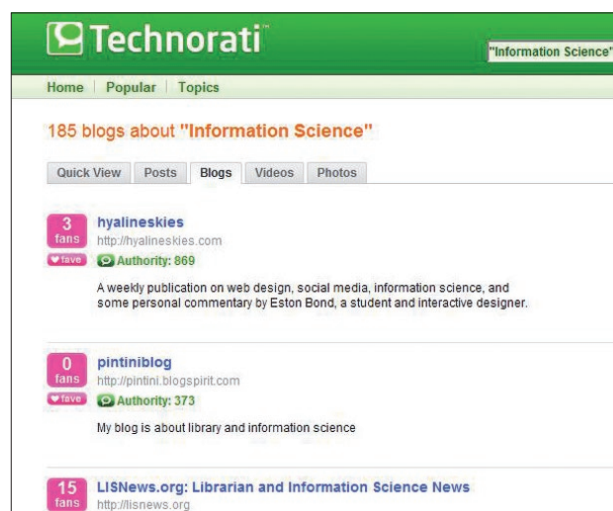 Technorati™
"Information Science"
Home | Popular | Topics
185 blogs about "Information Science"
Quick View Posts Blogs Videos Photos
3 fans
hyalineskies
http://hyalineskies.com
fave
Authority: 869
A weekly publication on web design, social media, information science, and
some personal commentary by Eston Bond, a student and interactive designer.
0 fans
pintiniblog
http://pintini.blogspirit.com
fave
Authority: 373
My blog is about library and information science
15 fans
LISNews.org: Librarian and Information Science News
http://lisnews.org